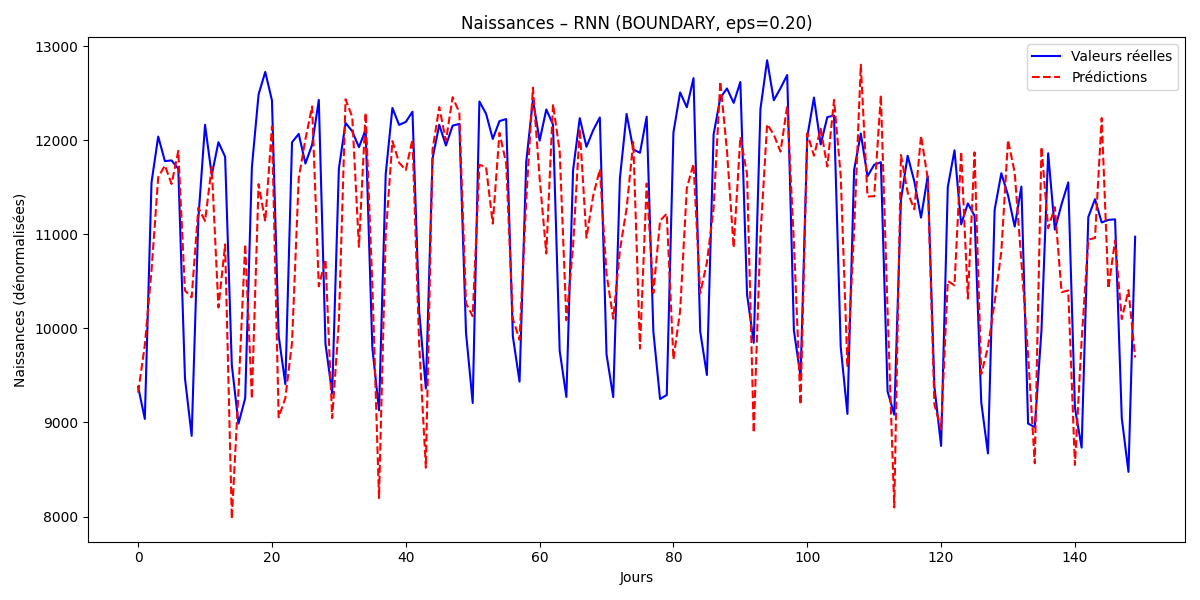 Naissances – RNN (BOUNDARY, eps=0.20)
Valeurs réelles
Prédictions
Naissances (dénormalisées)
13000
12000
11000
10000
9000
8000
0 20 40 60 80 100 120 140
Jours